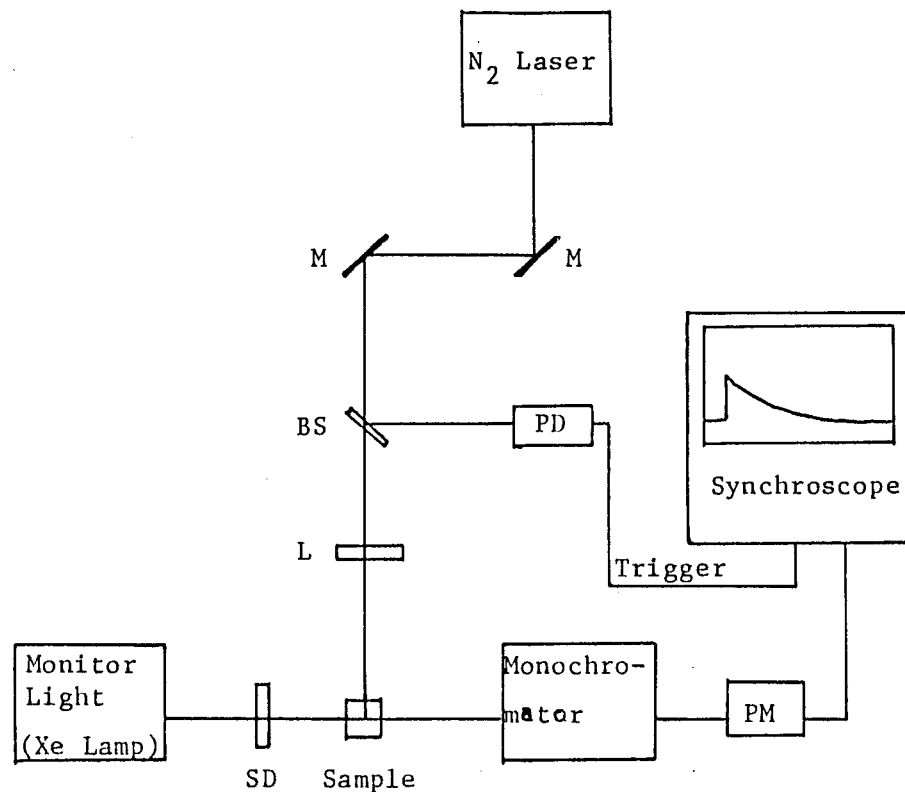 N2 Laser
M
M
BS
PD
Synchroscope
L
Trigger
Monitor
Light
(Xe Lamp)
Monochro-
mator
PM
SD
Sample